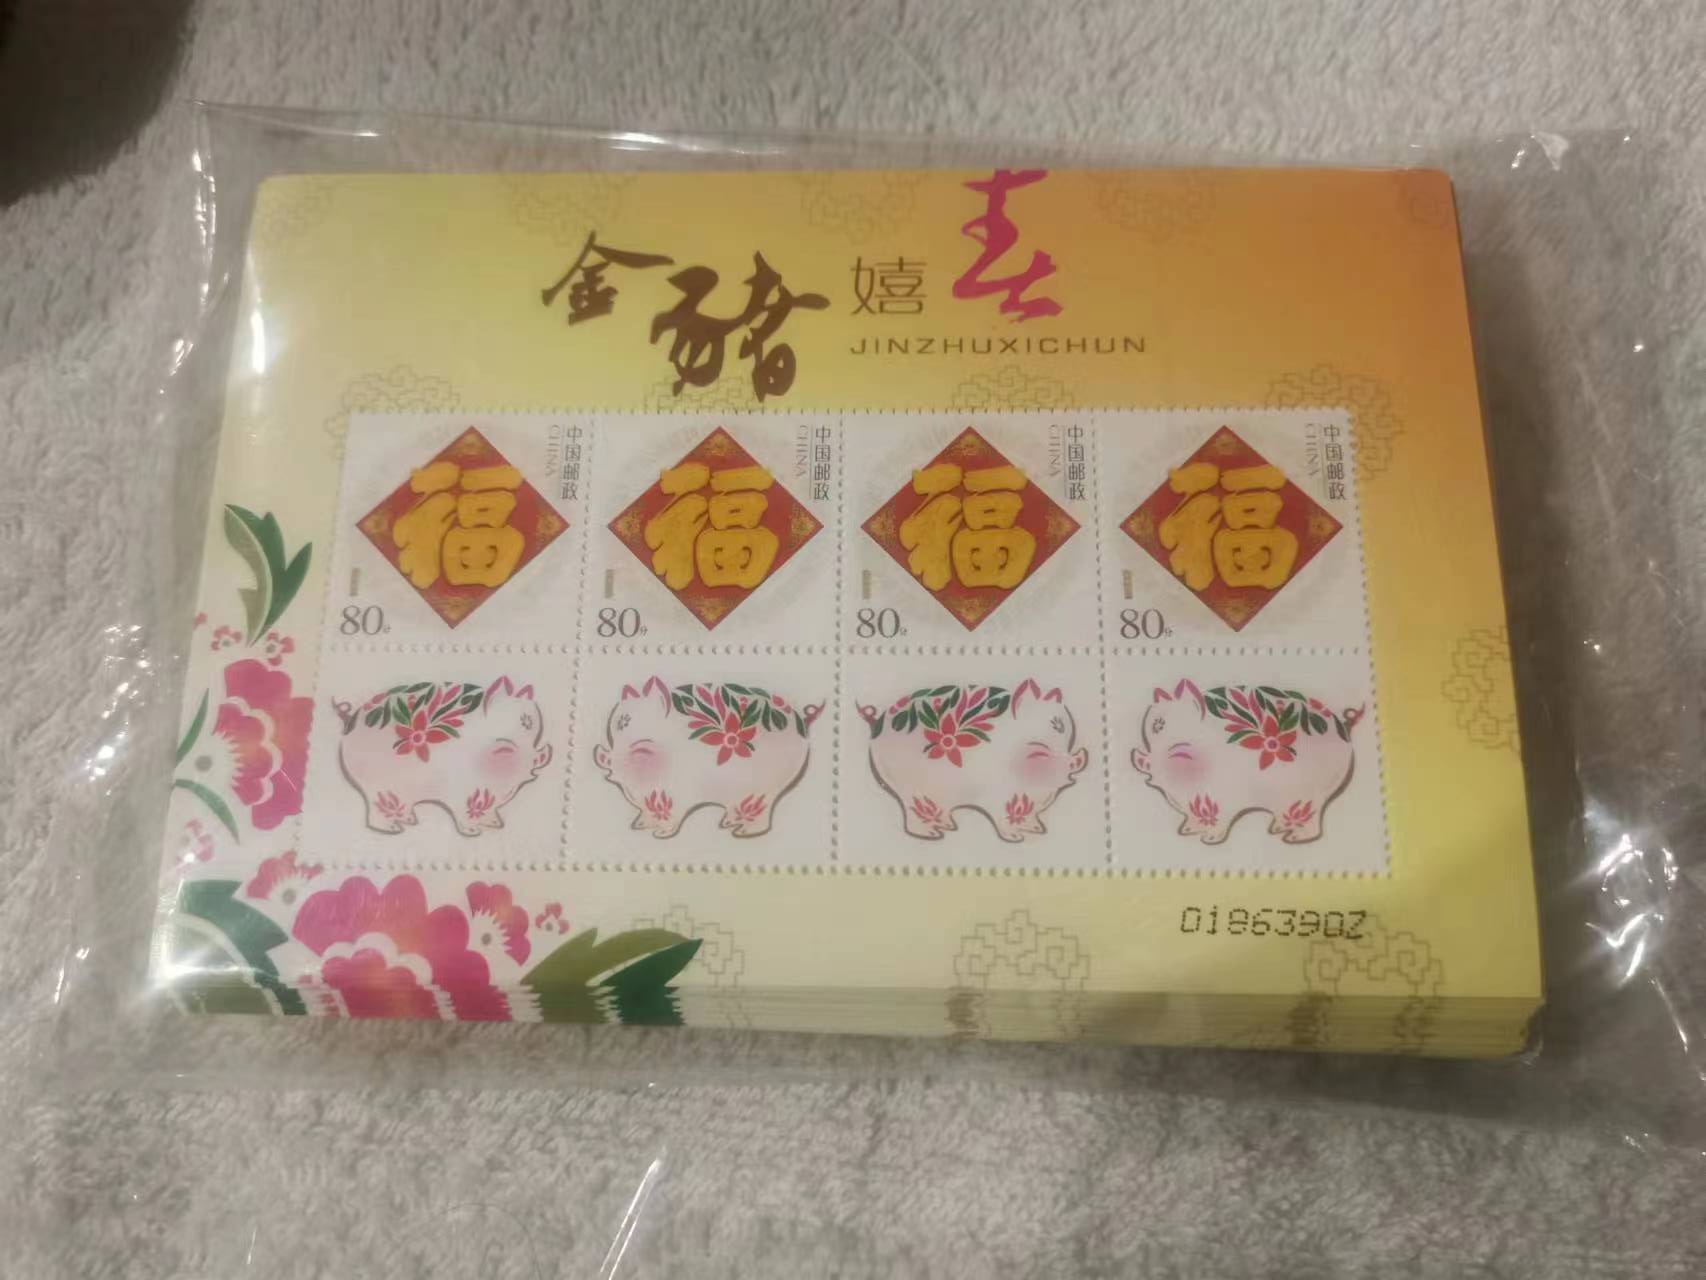 金豬嬉春
JINZHUXICHUN
中国邮政 中国邮政 中国邮政 中国邮政
CHINA CHINA CHINA CHINA
福 福 福 福
80分 80分 80分 80分
01863902